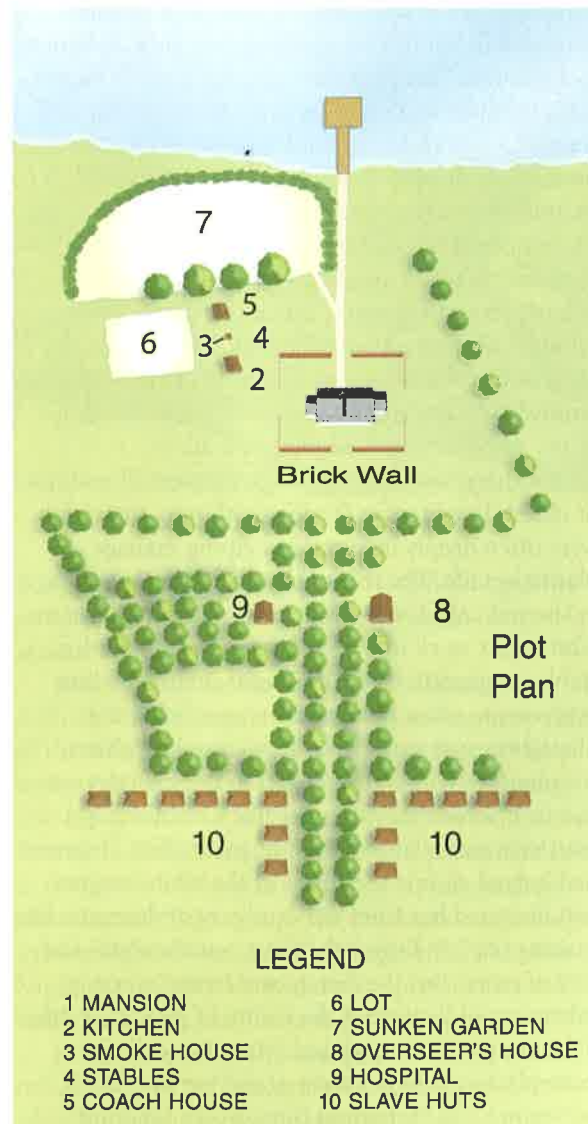 7
5
6
3
4
2
1
Brick Wall
9
8
Plot
Plan
10
10
LEGEND
1 MANSION
2 KITCHEN
3 SMOKE HOUSE
4 STABLES
5 COACH HOUSE
6 LOT
7 SUNKEN GARDEN
8 OVERSEER'S HOUSE
9 HOSPITAL
10 SLAVE HUTS